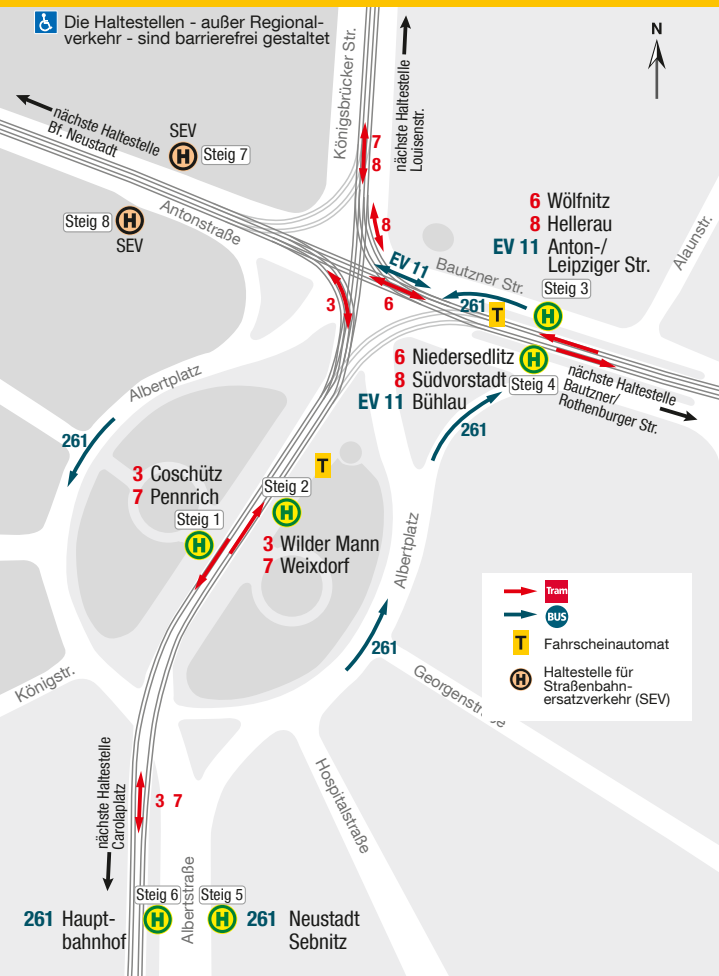 Die Haltestellen - außer Regional-
verkehr - sind barrierefrei gestaltet
Königsbrücker Str.
nächste Haltestelle
Louisenstr.
N
nächste Haltestelle
Bf. Neustadt
SEV
H
Steig 7
7
8
Steig 8
H
SEV
Antonstraße
8
6 Wölfnitz
8 Hellerau
EV 11 Anton-/
Leipziger Str.
Alaunstr.
EV 11
Bautzner Str.
Steig 3
3
6
261
T
H
6 Niedersedlitz
8 Südvorstadt
EV 11 Bühlau
H
Steig 4
nächste Haltestelle
Bautzner/
Rothenburger Str.
Albertplatz
261
261
3 Coschütz
7 Pennrich
T
Steig 2
H
Steig 1
H
3 Wilder Mann
7 Weixdorf
Albertplatz
Tram
BUS
T Fahrscheinautomat
H Haltestelle für
Straßenbahn-
ersatzverkehr (SEV)
261
Königstr.
Georgenstraße
nächste Haltestelle
Carolaplatz
3 7
Hospitalstraße
Albertstraße
Steig 6
Steig 5
261 Haupt-
bahnhof
H
H
261 Neustadt
Sebnitz